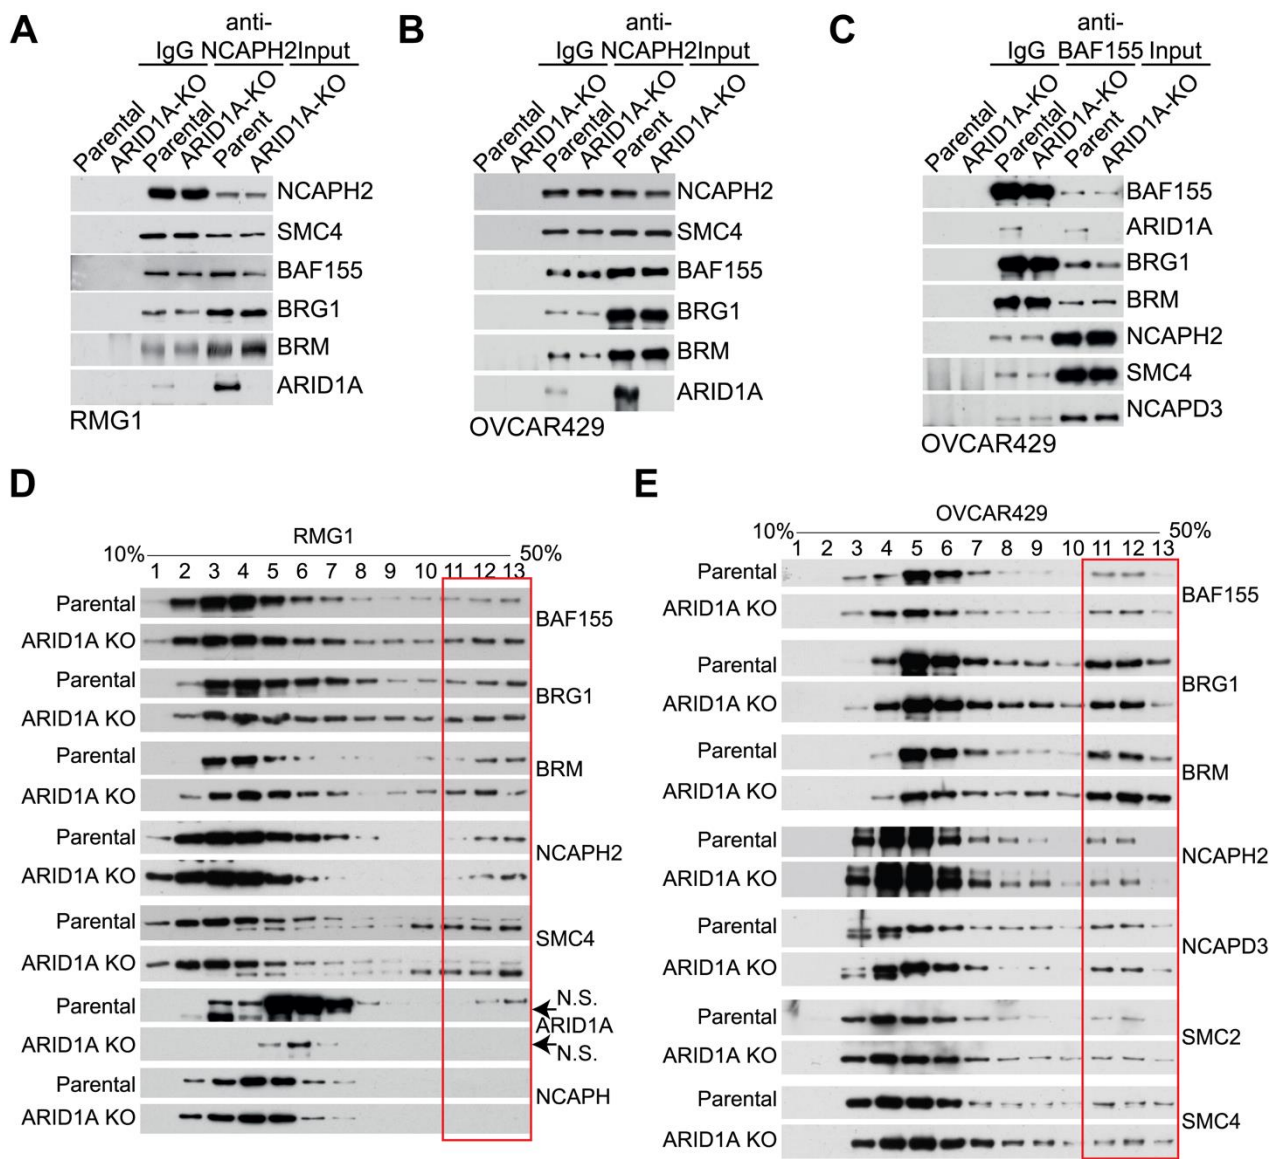 A
anti-
IgG NCAPH2Input
Parental
ARID1A-KO
Parental
ARID1A-KO
Parent
ARID1A-KO
NCAPH2
SMC4
BAF155
BRG1
BRM
ARID1A
RMG1
B
anti-
IgG NCAPH2Input
Parental
ARID1A-KO
Parental
ARID1A-KO
Parent
ARID1A-KO
NCAPH2
SMC4
BAF155
BRG1
BRM
ARID1A
OVCAR429
C
anti-
IgG BAF155 Input
Parental
ARID1A-KO
Parental
ARID1A-KO
Parent
ARID1A-KO
BAF155
ARID1A
BRG1
BRM
NCAPH2
SMC4
NCAPD3
OVCAR429
D
RMG1
10% 50%
1 2 3 4 5 6 7 8 9 10 11 12 13
Parental
BAF155
ARID1A KO
Parental
BRG1
ARID1A KO
Parental
BRM
ARID1A KO
Parental
NCAPH2
ARID1A KO
Parental
SMC4
ARID1A KO
Parental
N.S.
ARID1A
ARID1A KO
N.S.
Parental
NCAPH
ARID1A KO
E
OVCAR429
10% 50%
1 2 3 4 5 6 7 8 9 10 11 12 13
Parental
BAF155
ARID1A KO
Parental
BRG1
ARID1A KO
Parental
BRM
ARID1A KO
Parental
NCAPH2
ARID1A KO
Parental
NCAPD3
ARID1A KO
Parental
SMC2
ARID1A KO
Parental
SMC4
ARID1A KO